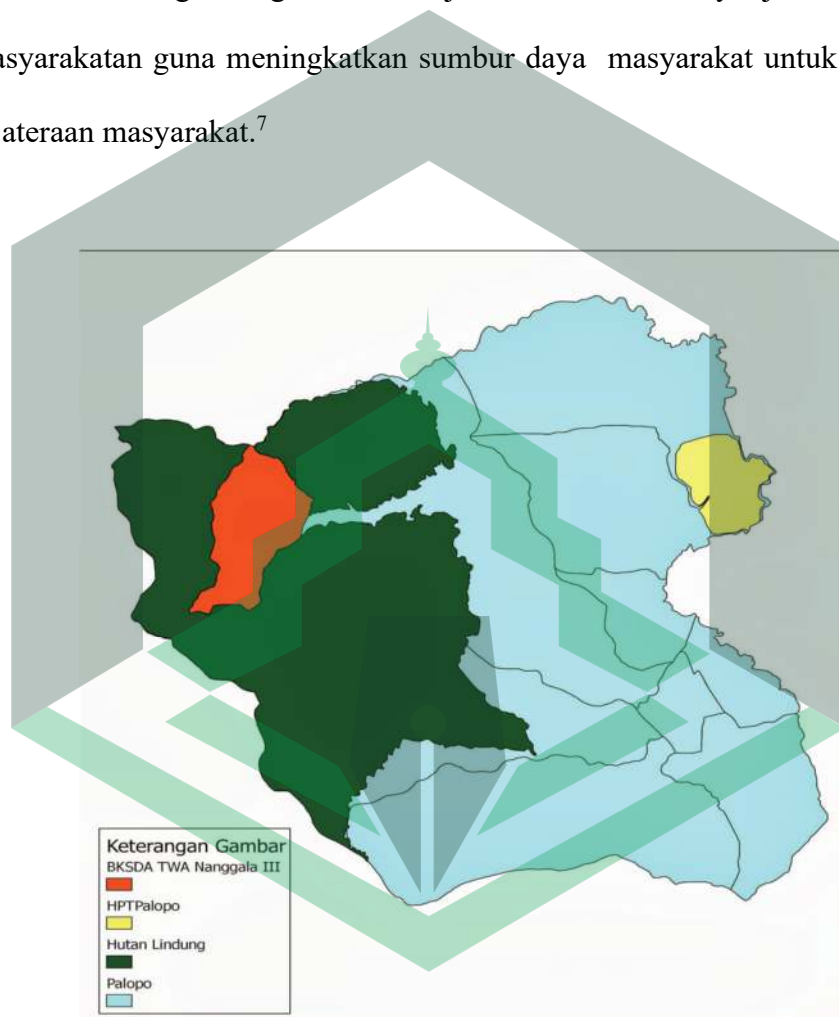 masyarakatan guna meningkatkan sumbur daya masyarakat untuk
ateraan masyarakat.7
Keterangan Gambar
BKSDA TWA Nanggala III
HPTPalopo
Hutan Lindung
Palopo